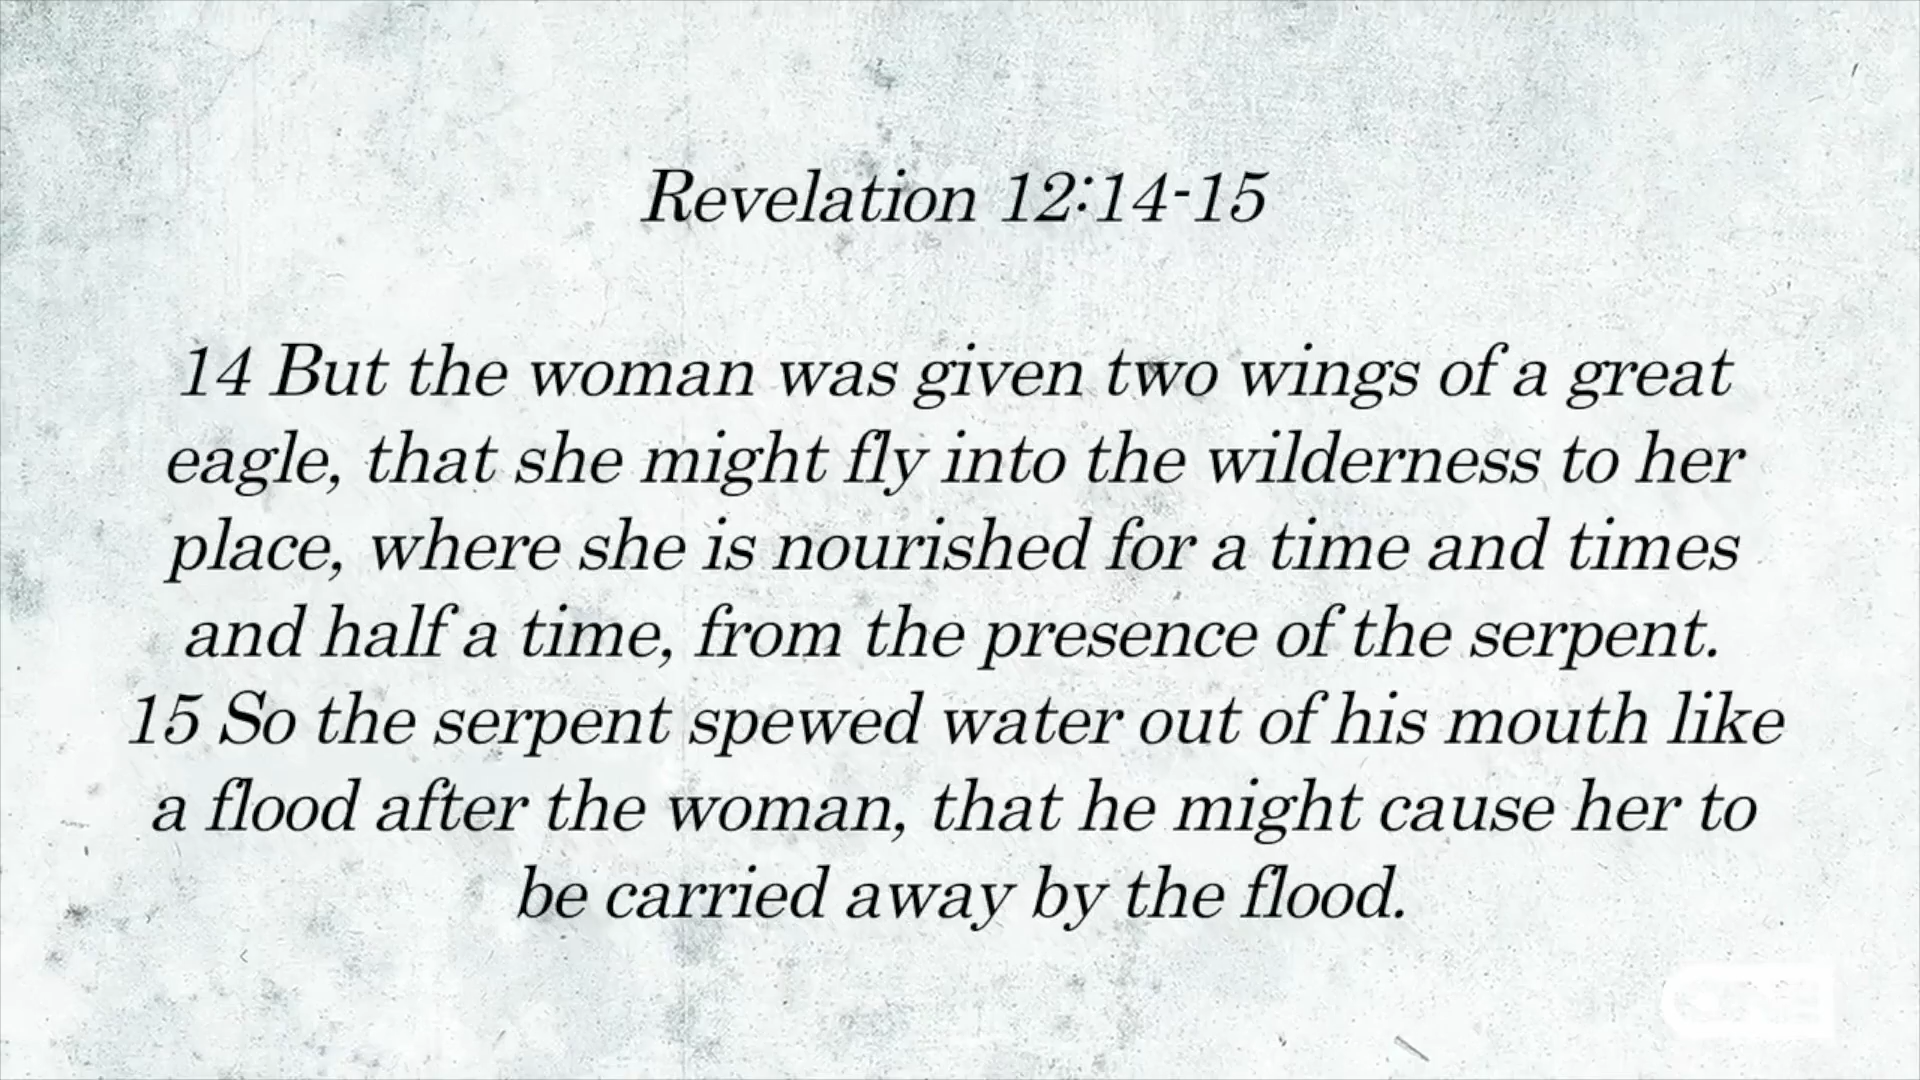 Revelation 12:14-15
14 But the woman was given two wings of a great
eagle, that she might fly into the wilderness to her
place, where she is nourished for a time and times
and half a time, from the presence of the serpent.
15 So the serpent spewed water out of his mouth like
a flood after the woman, that he might cause her to
be carried away by the flood.